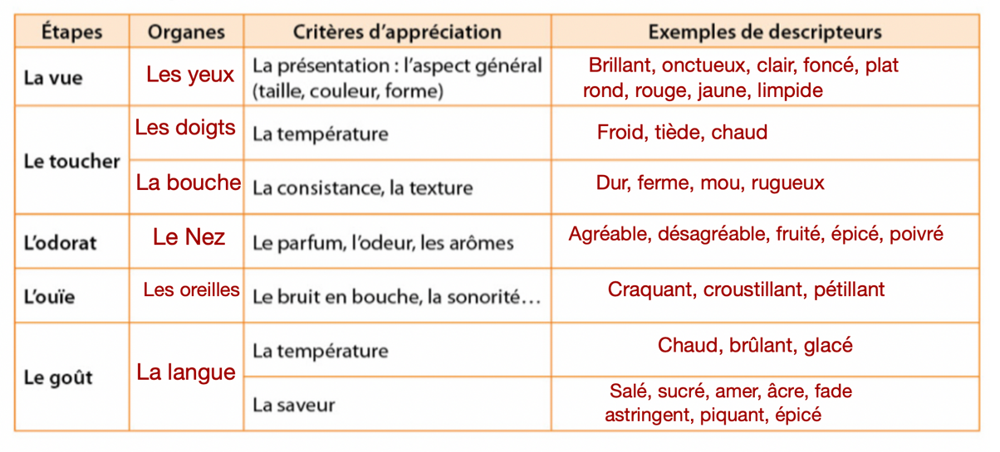 Étapes Organes Critères d'appréciation Exemples de descripteurs
La vue Les yeux La présentation : l'aspect général Brillant, onctueux, clair, foncé, plat
(taille, couleur, forme) rond, rouge, jaune, limpide
Le toucher Les doigts La température Froid, tiède, chaud
La bouche La consistance, la texture Dur, ferme, mou, rugueux
L'odorat Le Nez Le parfum, l'odeur, les arômes Agréable, désagréable, fruité, épicé, poivré
L'ouïe Les oreilles Le bruit en bouche, la sonorité… Craquant, croustillant, pétillant
Le goût La langue La température Chaud, brûlant, glacé
La saveur Salé, sucré, amer, âcre, fade
astringent, piquant, épicé